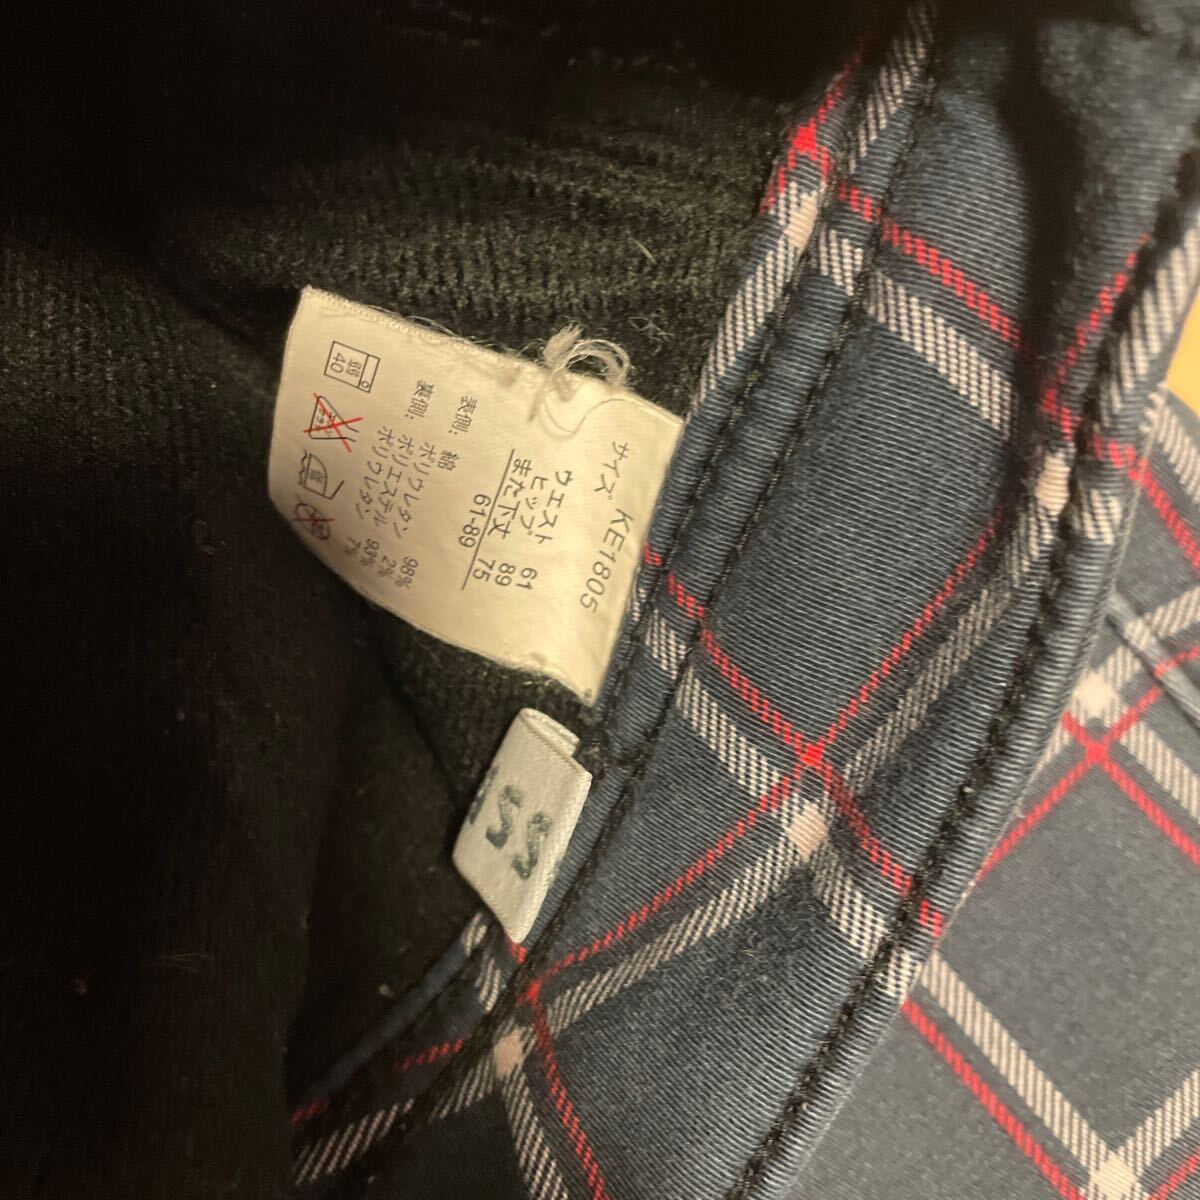 サイズ KE1805
ウエスト 61
ヒップ 89
また下丈 75
61-89
表側: 綿 98%
ポリウレタン 2%
裏側: ポリエステル 93%
ポリウレタン 7%
弱
40
SS